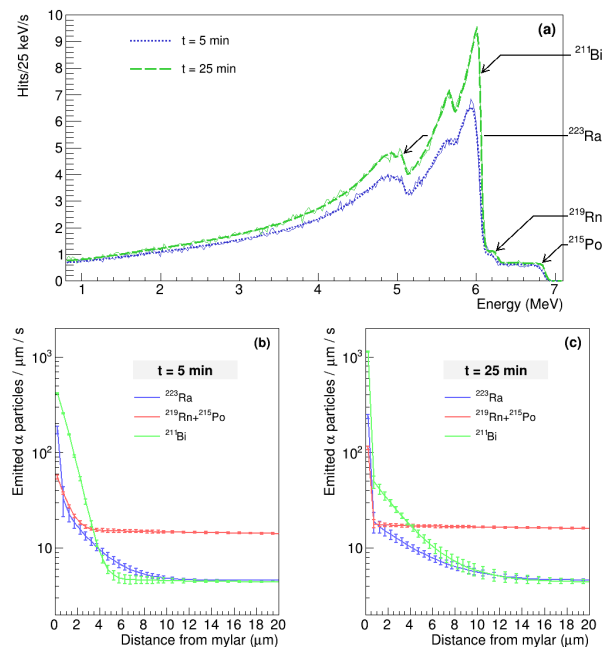 Hits/25 keV/s
10
9
8
7
6
5
4
3
2
1
0
(a)
t = 5 min
t = 25 min
²¹¹Bi
²²³Ra
²¹⁹Rn
²¹⁵Po
1 2 3 4 5 6 7
Energy (MeV)
Emitted α particles / μm / s
10³
10²
10
(b)
t = 5 min
²²³Ra
²¹⁹Rn+²¹⁵Po
²¹¹Bi
0 2 4 6 8 10 12 14 16 18 20
Distance from mylar (μm)
Emitted α particles / μm / s
10³
10²
10
(c)
t = 25 min
²²³Ra
²¹⁹Rn+²¹⁵Po
²¹¹Bi
0 2 4 6 8 10 12 14 16 18 20
Distance from mylar (μm)